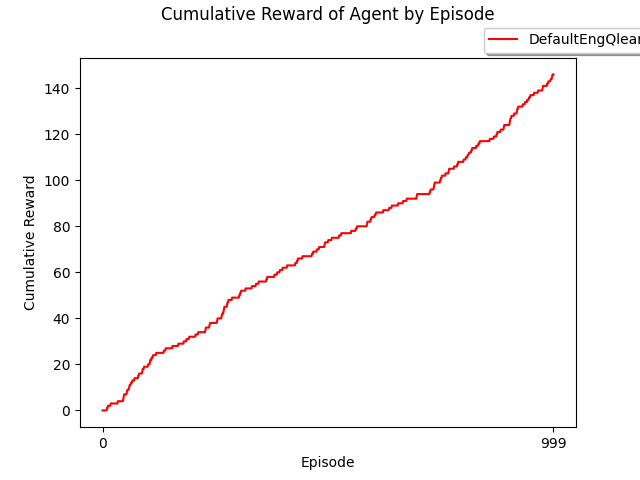 Cumulative Reward of Agent by Episode
DefaultEngQlear
140
120
100
80
60
40
20
0
Cumulative Reward
0 999
Episode